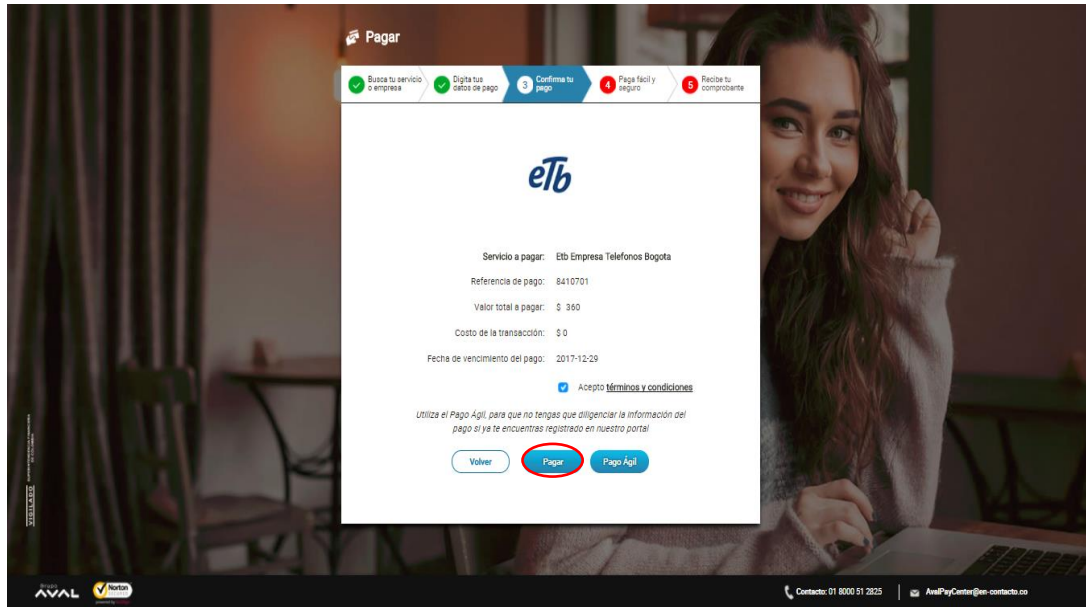 Pagar
Busca tu servicio
o empresa
Digita tus
datos de pago
3
Confirma tu
pago
4
Paga fácil y
seguro
5
Recibe tu
comprobante
eTb
Servicio a pagar: Etb Empresa Telefonos Bogota
Referencia de pago: 8410701
Valor total a pagar: $ 360
Costo de la transacción: $ 0
Fecha de vencimiento del pago: 2017-12-29
Acepto términos y condiciones
Utiliza el Pago Ágil, para que no tengas que diligenciar la información del
pago si ya te encuentras registrado en nuestro portal
Volver
Pagar
Pago Ágil
VIGILADO
Grupo
AVAL
Norton
Contacto: 01 8000 51 2825
AvalPayCenter@en-contacto.co